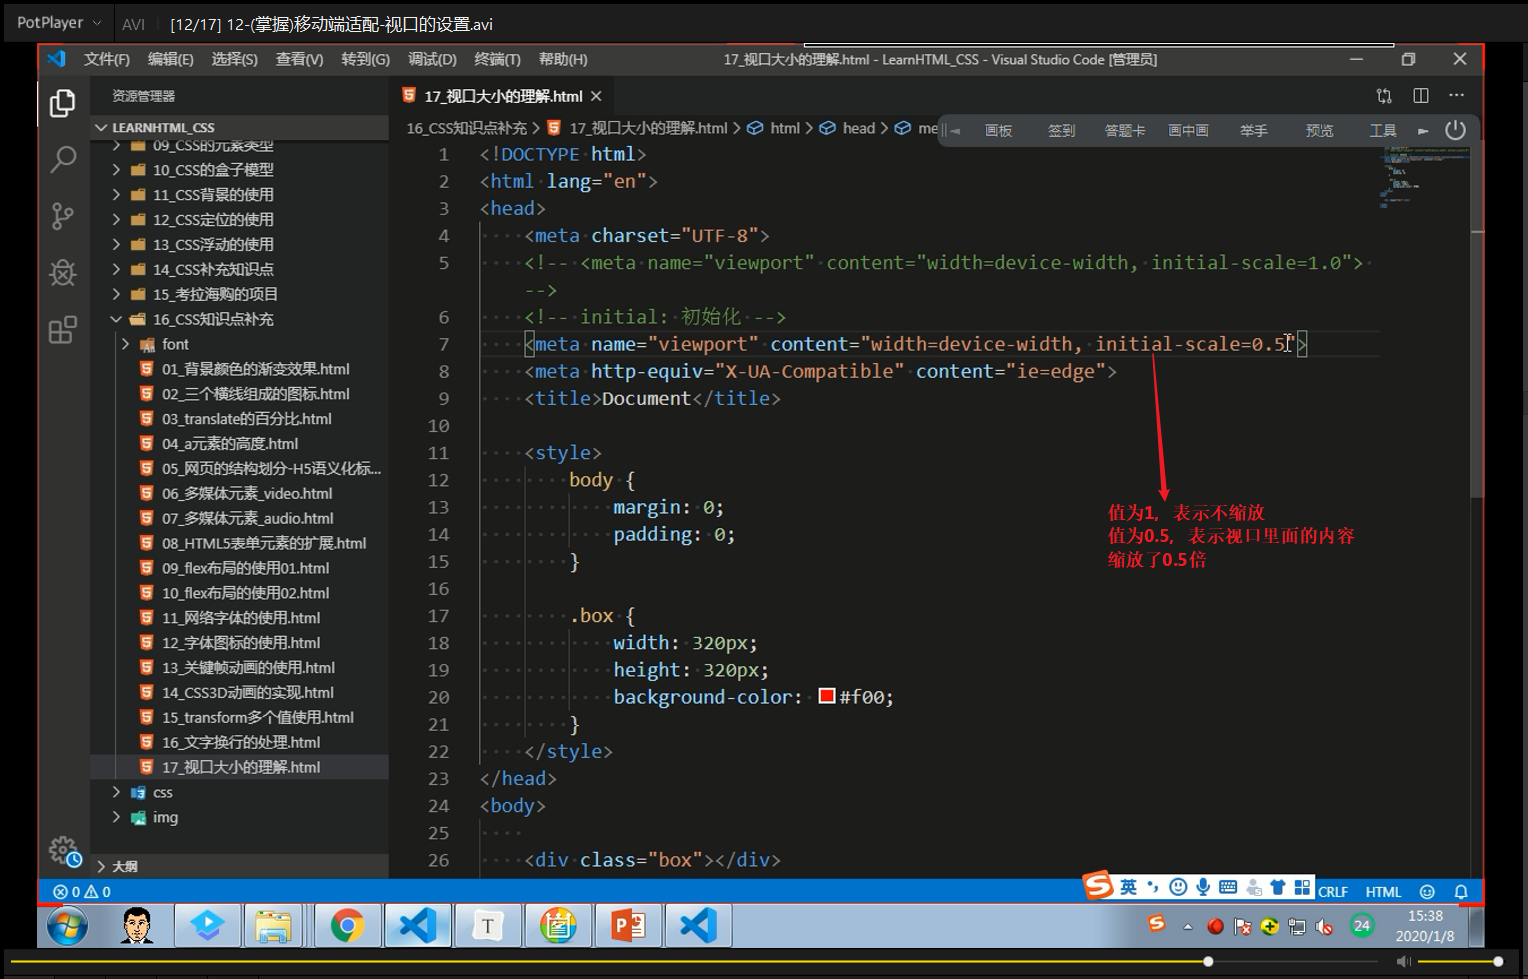 PotPlayer AVI [12/17] 12-(掌握)移动端适配-视口的设置.avi
文件(F) 编辑(E) 选择(S) 查看(V) 转到(G) 调试(D) 终端(T) 帮助(H) 17_视口大小的理解.html - LearnHTML_CSS - Visual Studio Code [管理员]
资源管理器
17_视口大小的理解.html
LEARNHTML_CSS
16_CSS知识点补充 > 17_视口大小的理解.html > html > head > me
画板 签到 答题卡 画中画 举手 预览 工具
09_CSS的元素类型
10_CSS的盒子模型
11_CSS背景的使用
12_CSS定位的使用
13_CSS浮动的使用
14_CSS补充知识点
15_考拉海购的项目
16_CSS知识点补充
font
01_背景颜色的渐变效果.html
02_三个横线组成的图标.html
03_translate的百分比.html
04_a元素的高度.html
05_网页的结构划分-H5语义化标...
06_多媒体元素_video.html
07_多媒体元素_audio.html
08_HTML5表单元素的扩展.html
09_flex布局的使用01.html
10_flex布局的使用02.html
11_网络字体的使用.html
12_字体图标的使用.html
13_关键帧动画的使用.html
14_CSS3D动画的实现.html
15_transform多个值使用.html
16_文字换行的处理.html
17_视口大小的理解.html
css
img
大纲
1 <!DOCTYPE html>
2 <html lang="en">
3 <head>
4 <meta charset="UTF-8">
5 <!-- <meta name="viewport" content="width=device-width, initial-scale=1.0">
-->
6 <!-- initial: 初始化 -->
7 <meta name="viewport" content="width=device-width, initial-scale=0.5">
8 <meta http-equiv="X-UA-Compatible" content="ie=edge">
9 <title>Document</title>
10
11 <style>
12 body {
13 margin: 0;
14 padding: 0;
15 }
16
17 .box {
18 width: 320px;
19 height: 320px;
20 background-color: #f00;
21 }
22 </style>
23 </head>
24 <body>
25
26 <div class="box"></div>
值为1，表示不缩放
值为0.5，表示视口里面的内容
缩放了0.5倍
0 0 英 CRLF HTML
T 24 15:38
2020/1/8